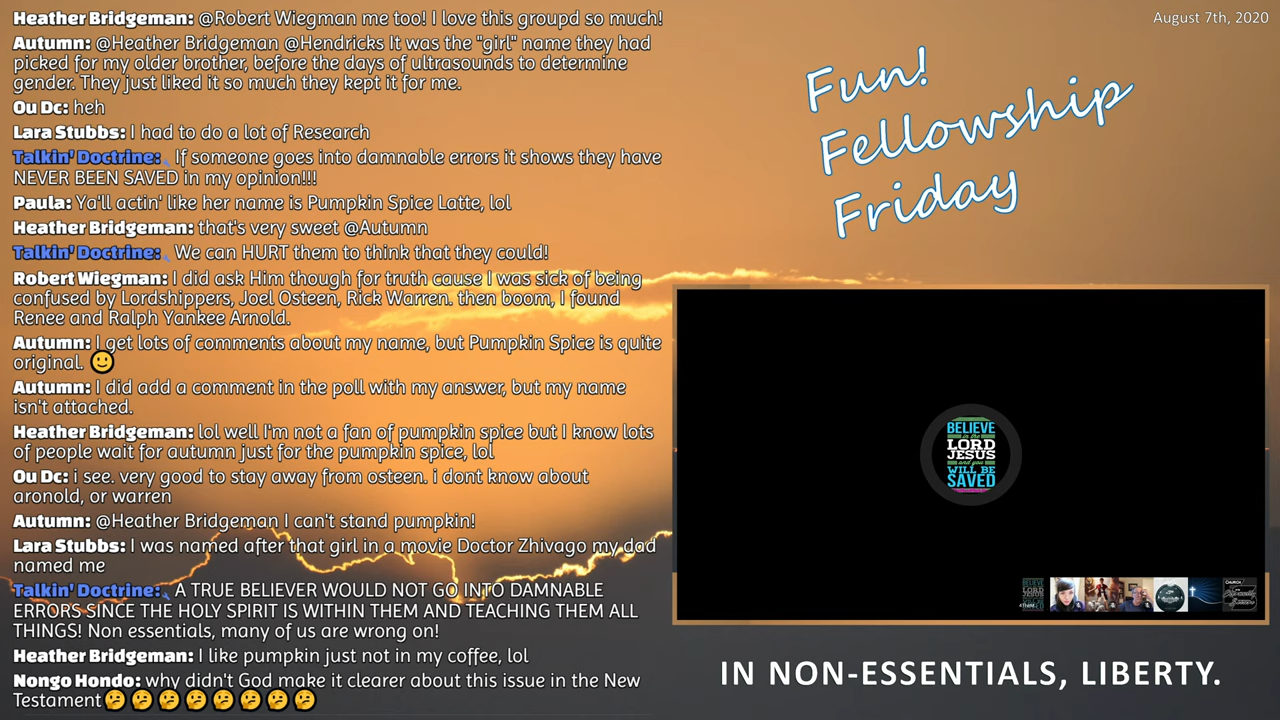 Heather Bridgeman: @Robert Wiegman me too! I love this groupd so much!
Autumn: @Heather Bridgeman @Hendricks It was the "girl" name they had
picked for my older brother, before the days of ultrasounds to determine
gender. They just liked it so much they kept it for me.
Ou Dc: heh
Lara Stubbs: I had to do a lot of Research
Talkin' Doctrine: If someone goes into damnable errors it shows they have
NEVER BEEN SAVED in my opinion!!!
Paula: Ya'll actin' like her name is Pumpkin Spice Latte, lol
Heather Bridgeman: that's very sweet @Autumn
Talkin' Doctrine: We can HURT them to think that they could!
Robert Wiegman: I did ask Him though for truth cause I was sick of being
confused by Lordshippers, Joel Osteen, Rick Warren. then boom, I found
Renee and Ralph Yankee Arnold.
Autumn: I get lots of comments about my name, but Pumpkin Spice is quite
original. 🙂
Autumn: I did add a comment in the poll with my answer, but my name
isn't attached.
Heather Bridgeman: lol well I'm not a fan of pumpkin spice but I know lots
of people wait for autumn just for the pumpkin spice, lol
Ou Dc: i see. very good to stay away from osteen. i dont know about
aronold, or warren
Autumn: @Heather Bridgeman I can't stand pumpkin!
Lara Stubbs: I was named after that girl in a movie Doctor Zhivago my dad
named me
Talkin' Doctrine: A TRUE BELIEVER WOULD NOT GO INTO DAMNABLE
ERRORS SINCE THE HOLY SPIRIT IS WITHIN THEM AND TEACHING THEM ALL
THINGS! Non essentials, many of us are wrong on!
Heather Bridgeman: I like pumpkin just not in my coffee, lol
Nongo Hondo: why didn't God make it clearer about this issue in the New
Testament🤔🤔🤔🤔🤔🤔🤔🤔
August 7th, 2020
Fun!
Fellowship
Friday
BELIEVE
in the
LORD
JESUS
and you
WILL BE
SAVED
IN NON-ESSENTIALS, LIBERTY.